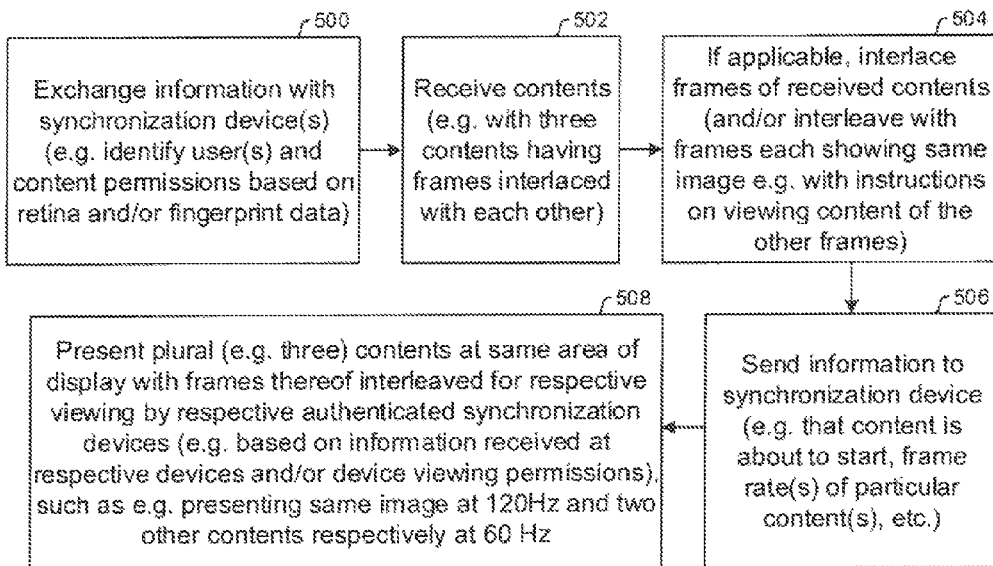 500
Exchange information with
synchronization device(s)
(e.g. identify user(s) and
content permissions based on
retina and/or fingerprint data)
502
Receive contents
(e.g. with three
contents having
frames interlaced
with each other)
504
If applicable, interlace
frames of received contents
(and/or interleave with
frames each showing same
image e.g. with instructions
on viewing content of the
other frames)
506
Send information to
synchronization device
(e.g. that content is
about to start, frame
rate(s) of particular
content(s), etc.)
508
Present plural (e.g. three) contents at same area of
display with frames thereof interleaved for respective
viewing by respective authenticated synchronization
devices (e.g. based on information received at
respective devices and/or device viewing permissions),
such as e.g. presenting same image at 120Hz and two
other contents respectively at 60 Hz